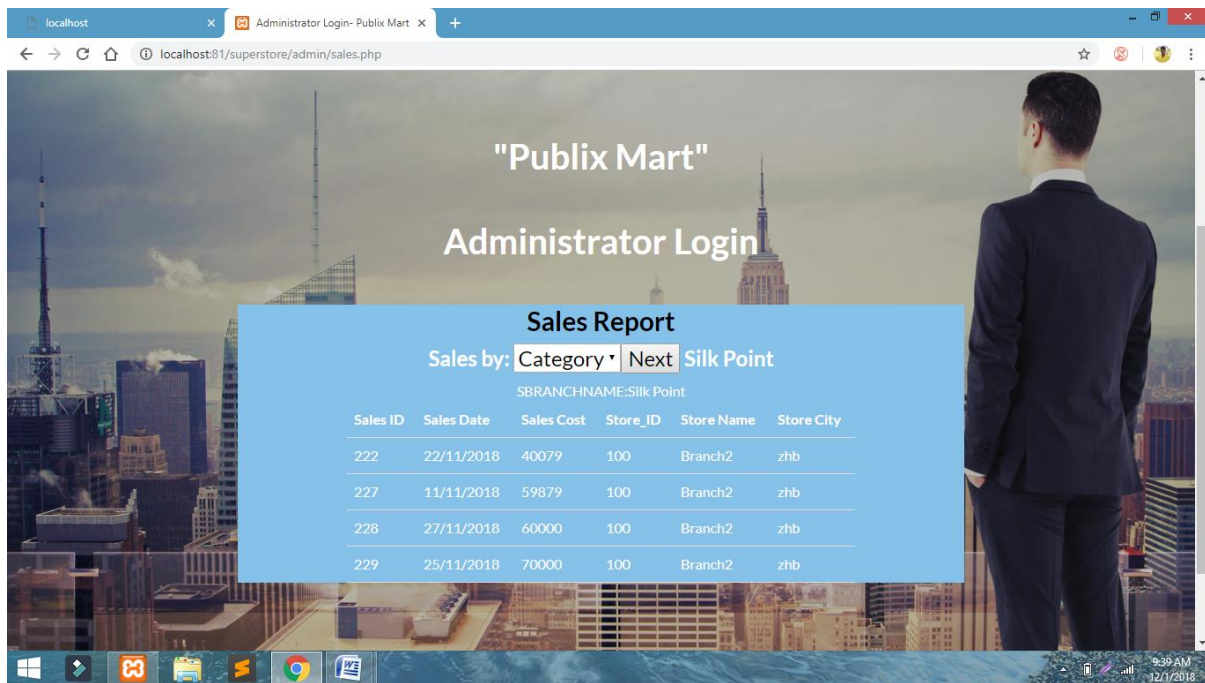 localhost
Administrator Login- Publix Mart
localhost:81/superstore/admin/sales.php
"Publix Mart"
Administrator Login
Sales Report
Sales by: Category Next Silk Point
SBRANCHNAME:Silk Point
Sales ID Sales Date Sales Cost Store_ID Store Name Store City
222 22/11/2018 40079 100 Branch2 zhb
227 11/11/2018 59879 100 Branch2 zhb
228 27/11/2018 60000 100 Branch2 zhb
229 25/11/2018 70000 100 Branch2 zhb
9:39 AM
12/1/2018